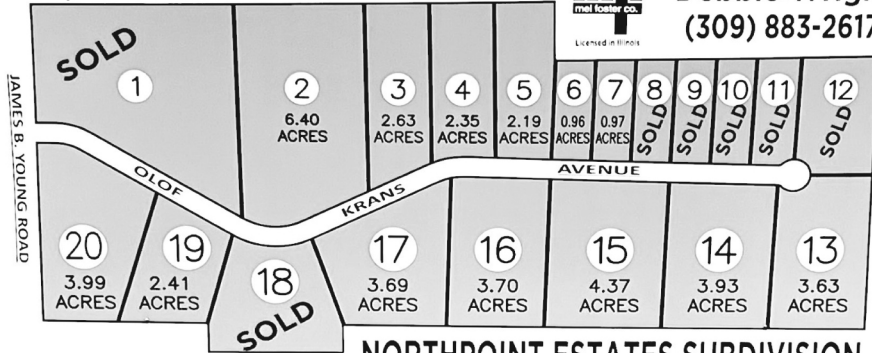 mel foster co.
Licensed in Illinois
(309) 883-2617
JAMES B. YOUNG ROAD
OLOF KRANS AVENUE
SOLD
1
2
6.40
ACRES
3
2.63
ACRES
4
2.35
ACRES
5
2.19
ACRES
6
0.96
ACRES
7
0.97
ACRES
8
SOLD
9
SOLD
10
SOLD
11
SOLD
12
SOLD
20
3.99
ACRES
19
2.41
ACRES
18
SOLD
17
3.69
ACRES
16
3.70
ACRES
15
4.37
ACRES
14
3.93
ACRES
13
3.63
ACRES
NORTHPOINT ESTATES SUBDIVISION